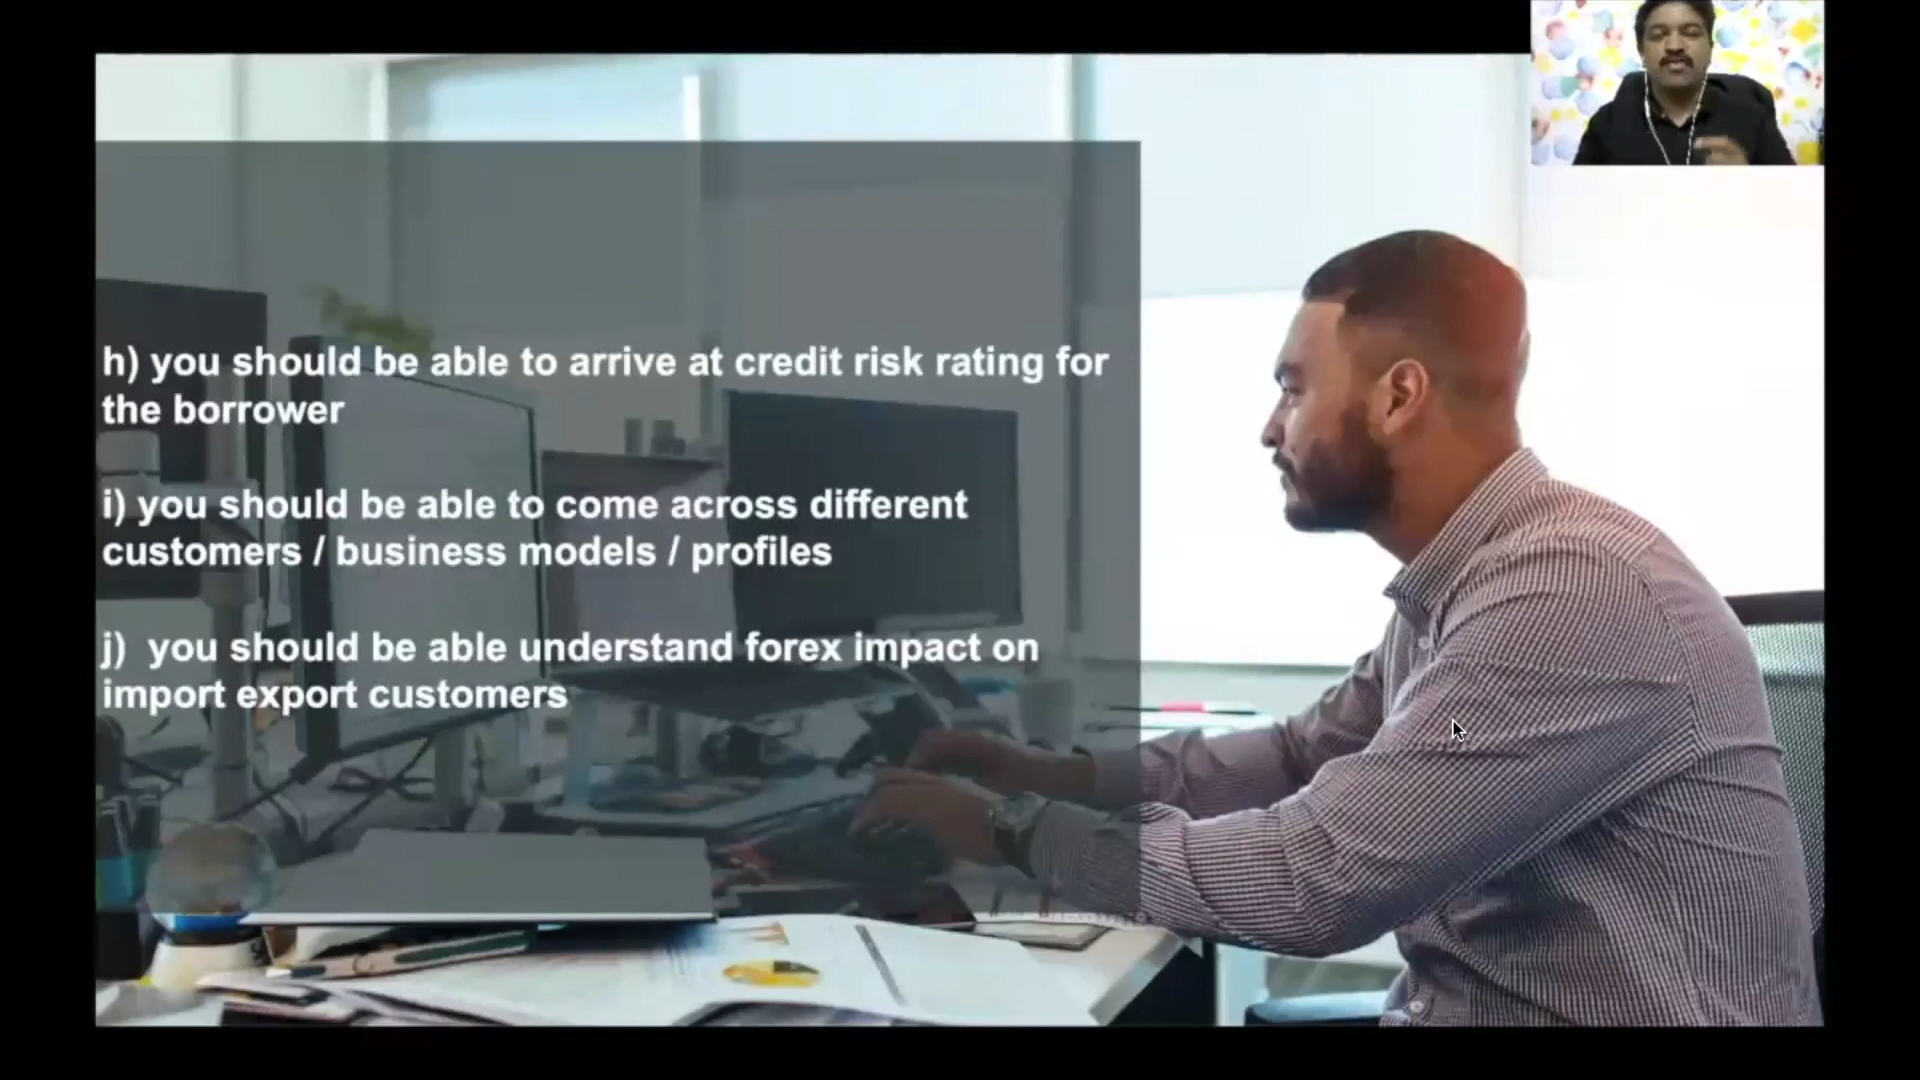 h) you should be able to arrive at credit risk rating for
the borrower
i) you should be able to come across different
customers / business models / profiles
j)  you should be able understand forex impact on
import export customers